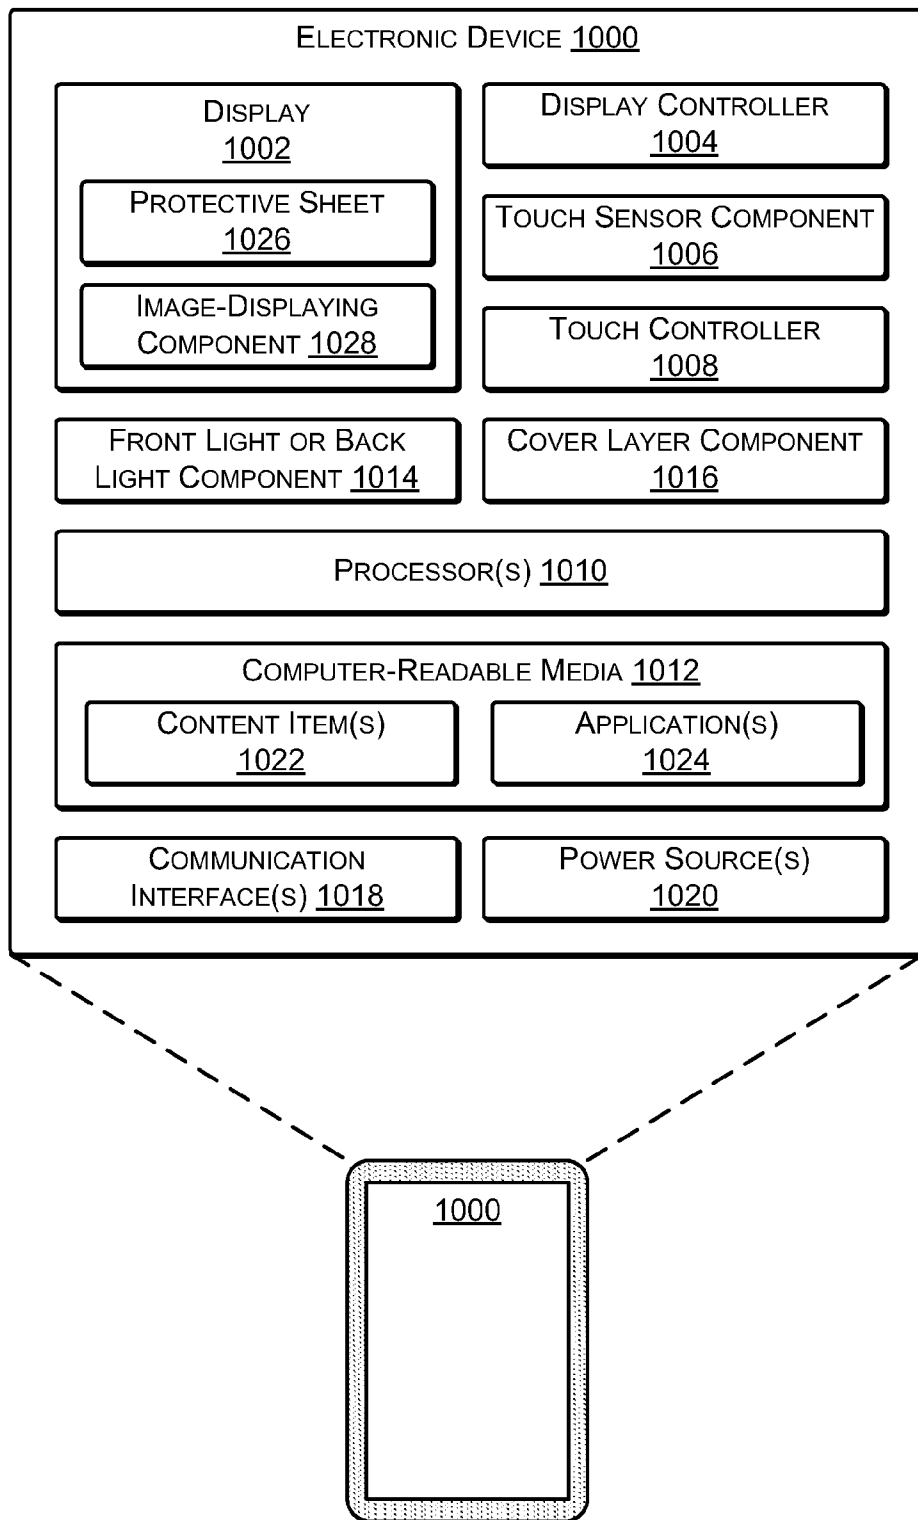 ELECTRONIC DEVICE 1000
DISPLAY
1002
PROTECTIVE SHEET
1026
IMAGE-DISPLAYING
COMPONENT 1028
DISPLAY CONTROLLER
1004
TOUCH SENSOR COMPONENT
1006
TOUCH CONTROLLER
1008
FRONT LIGHT OR BACK
LIGHT COMPONENT 1014
COVER LAYER COMPONENT
1016
PROCESSOR(S) 1010
COMPUTER-READABLE MEDIA 1012
CONTENT ITEM(S)
1022
APPLICATION(S)
1024
COMMUNICATION
INTERFACE(S) 1018
POWER SOURCE(S)
1020
1000